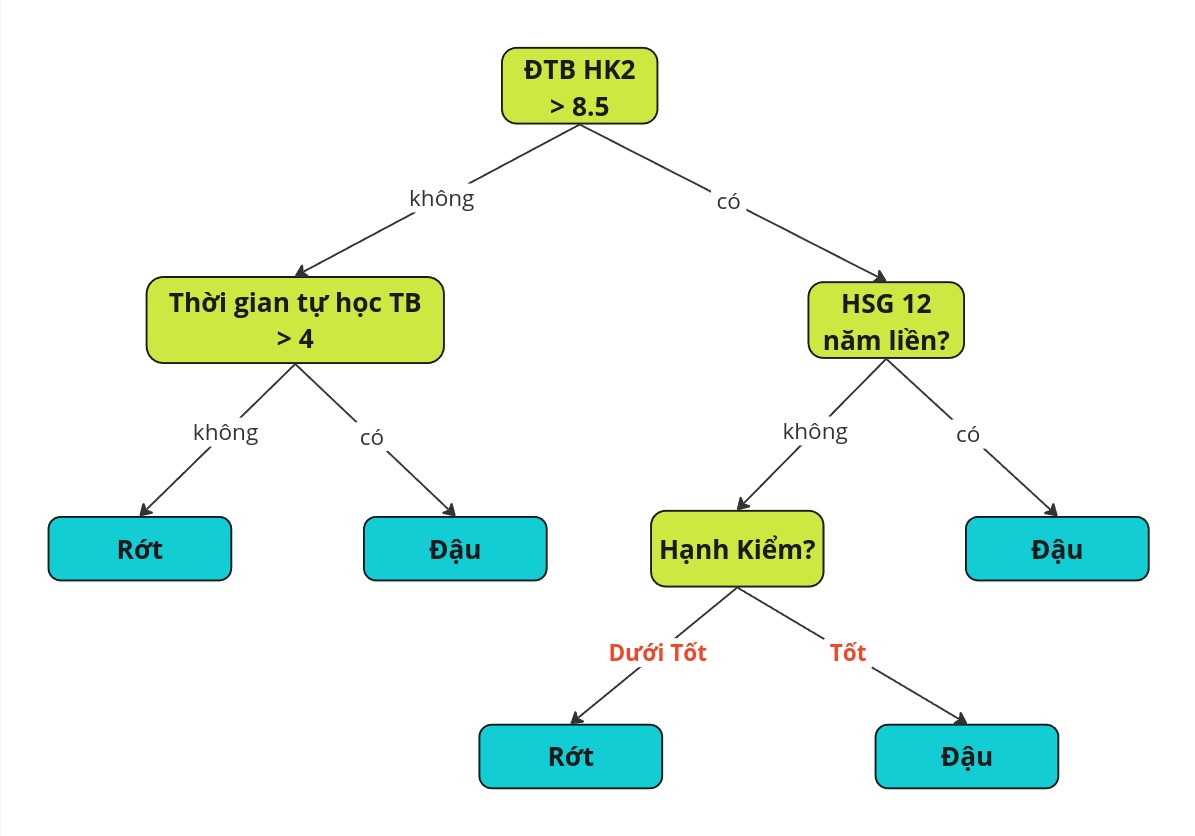 ĐTB HK2
> 8.5
không
có
Thời gian tự học TB
> 4
HSG 12
năm liền?
không
có
không
có
Rớt
Đậu
Hạnh Kiểm?
Đậu
Dưới Tốt
Tốt
Rớt
Đậu